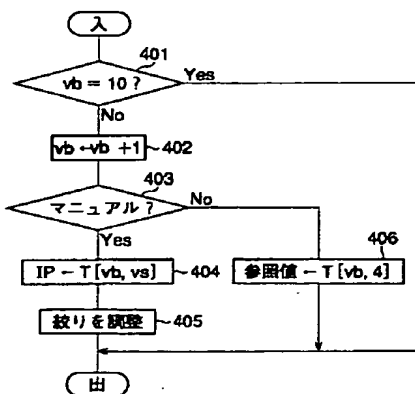 入
401
vb = 10 ?
Yes
No
vb ← vb + 1
402
403
マニュアル ?
No
Yes
406
IP ← T [vb, vs]
404
参照値 ← T [vb, 4]
絞りを調整
405
出